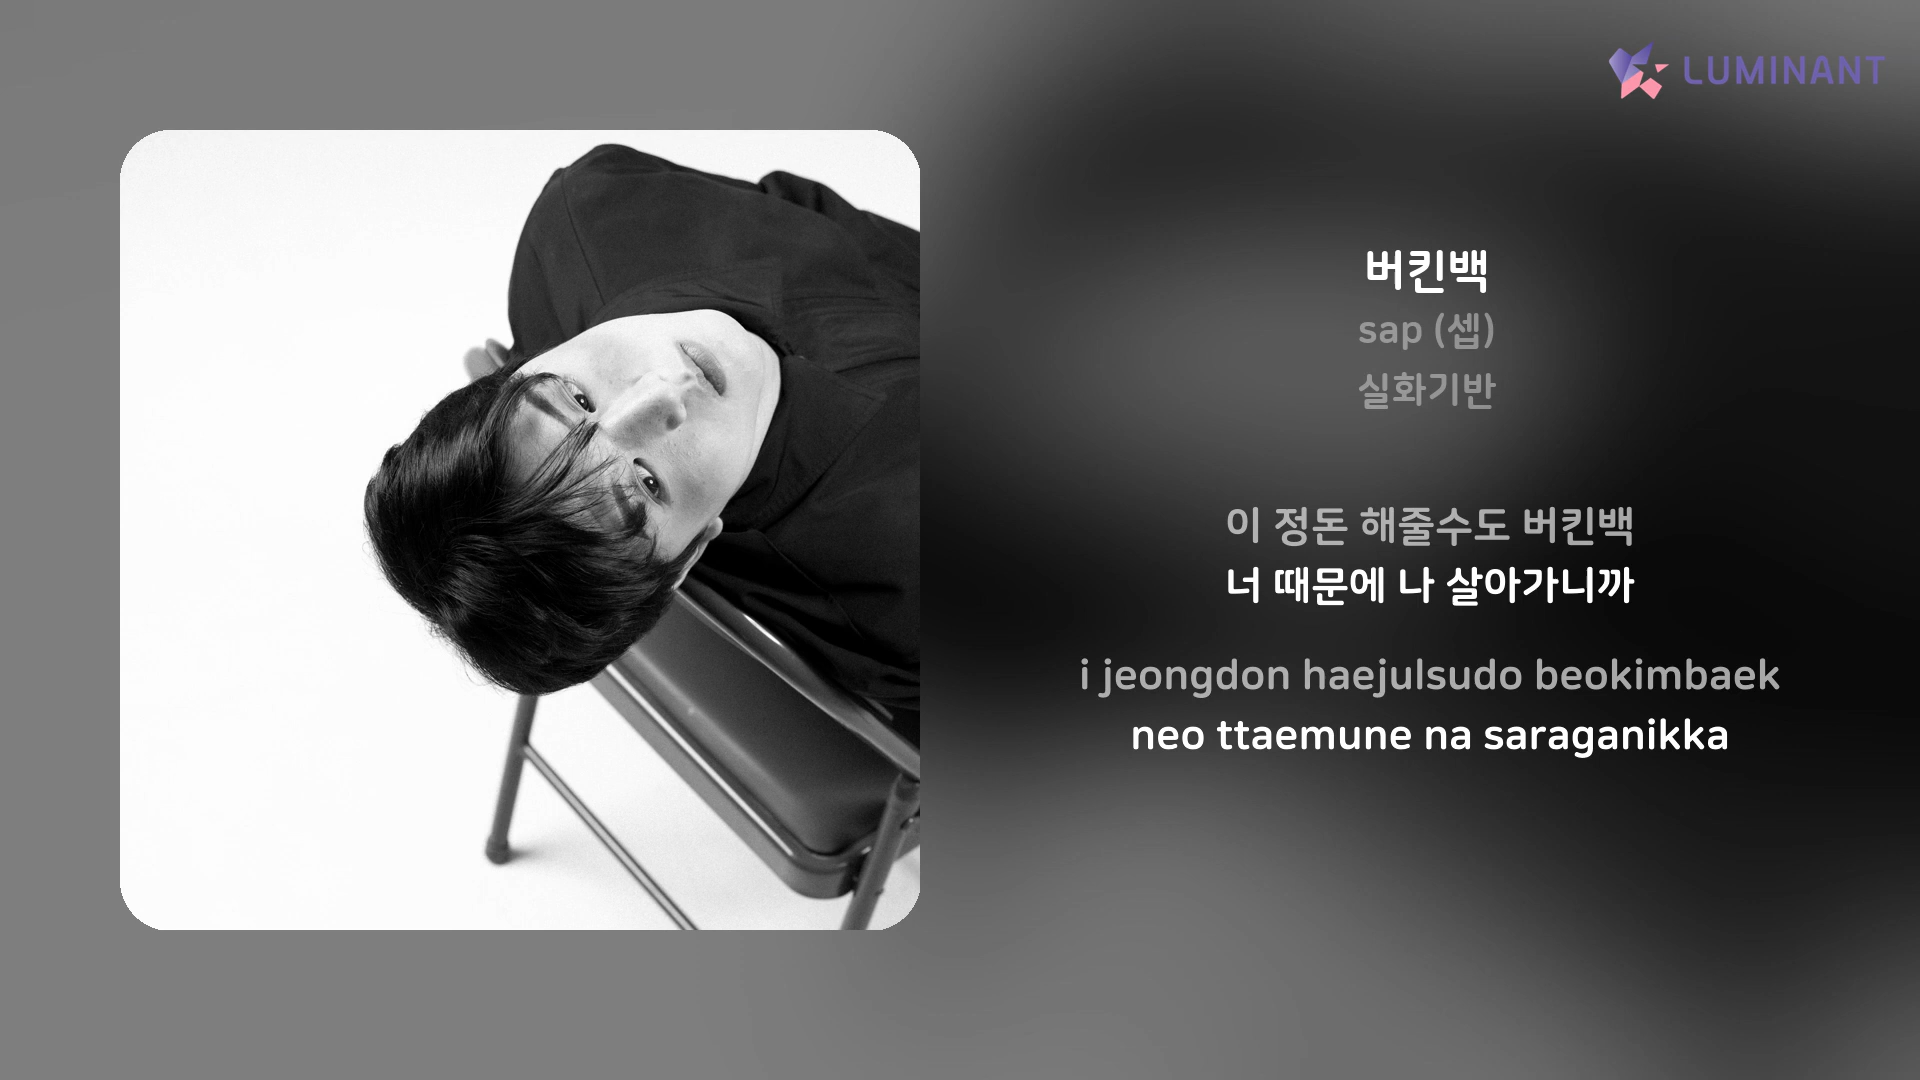 LUMINANT
버킨백
sap (셉)
실화기반
이 정돈 해줄수도 버킨백
너 때문에 나 살아가니까
i jeongdon haejulsudo beokimbaek
neo ttaemune na saraganikka